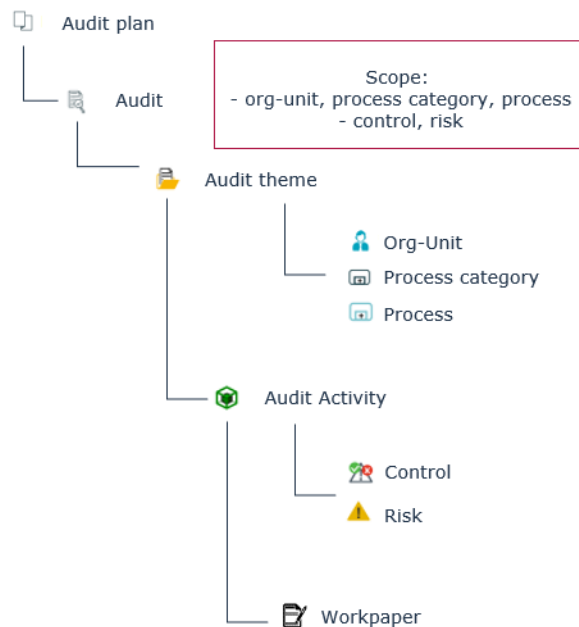 Audit plan
Scope:
- org-unit, process category, process
- control, risk
Audit
Audit theme
Org-Unit
Process category
Process
Audit Activity
Control
Risk
Workpaper